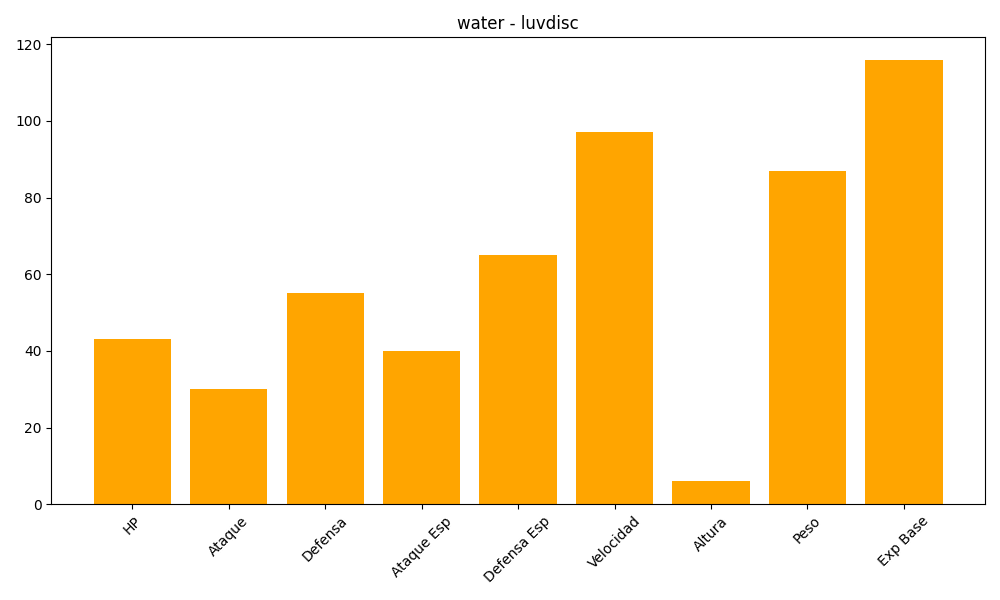 water - luvdisc
120
100
80
60
40
20
0
HP
Ataque
Defensa
Ataque Esp
Defensa Esp
Velocidad
Altura
Peso
Exp Base